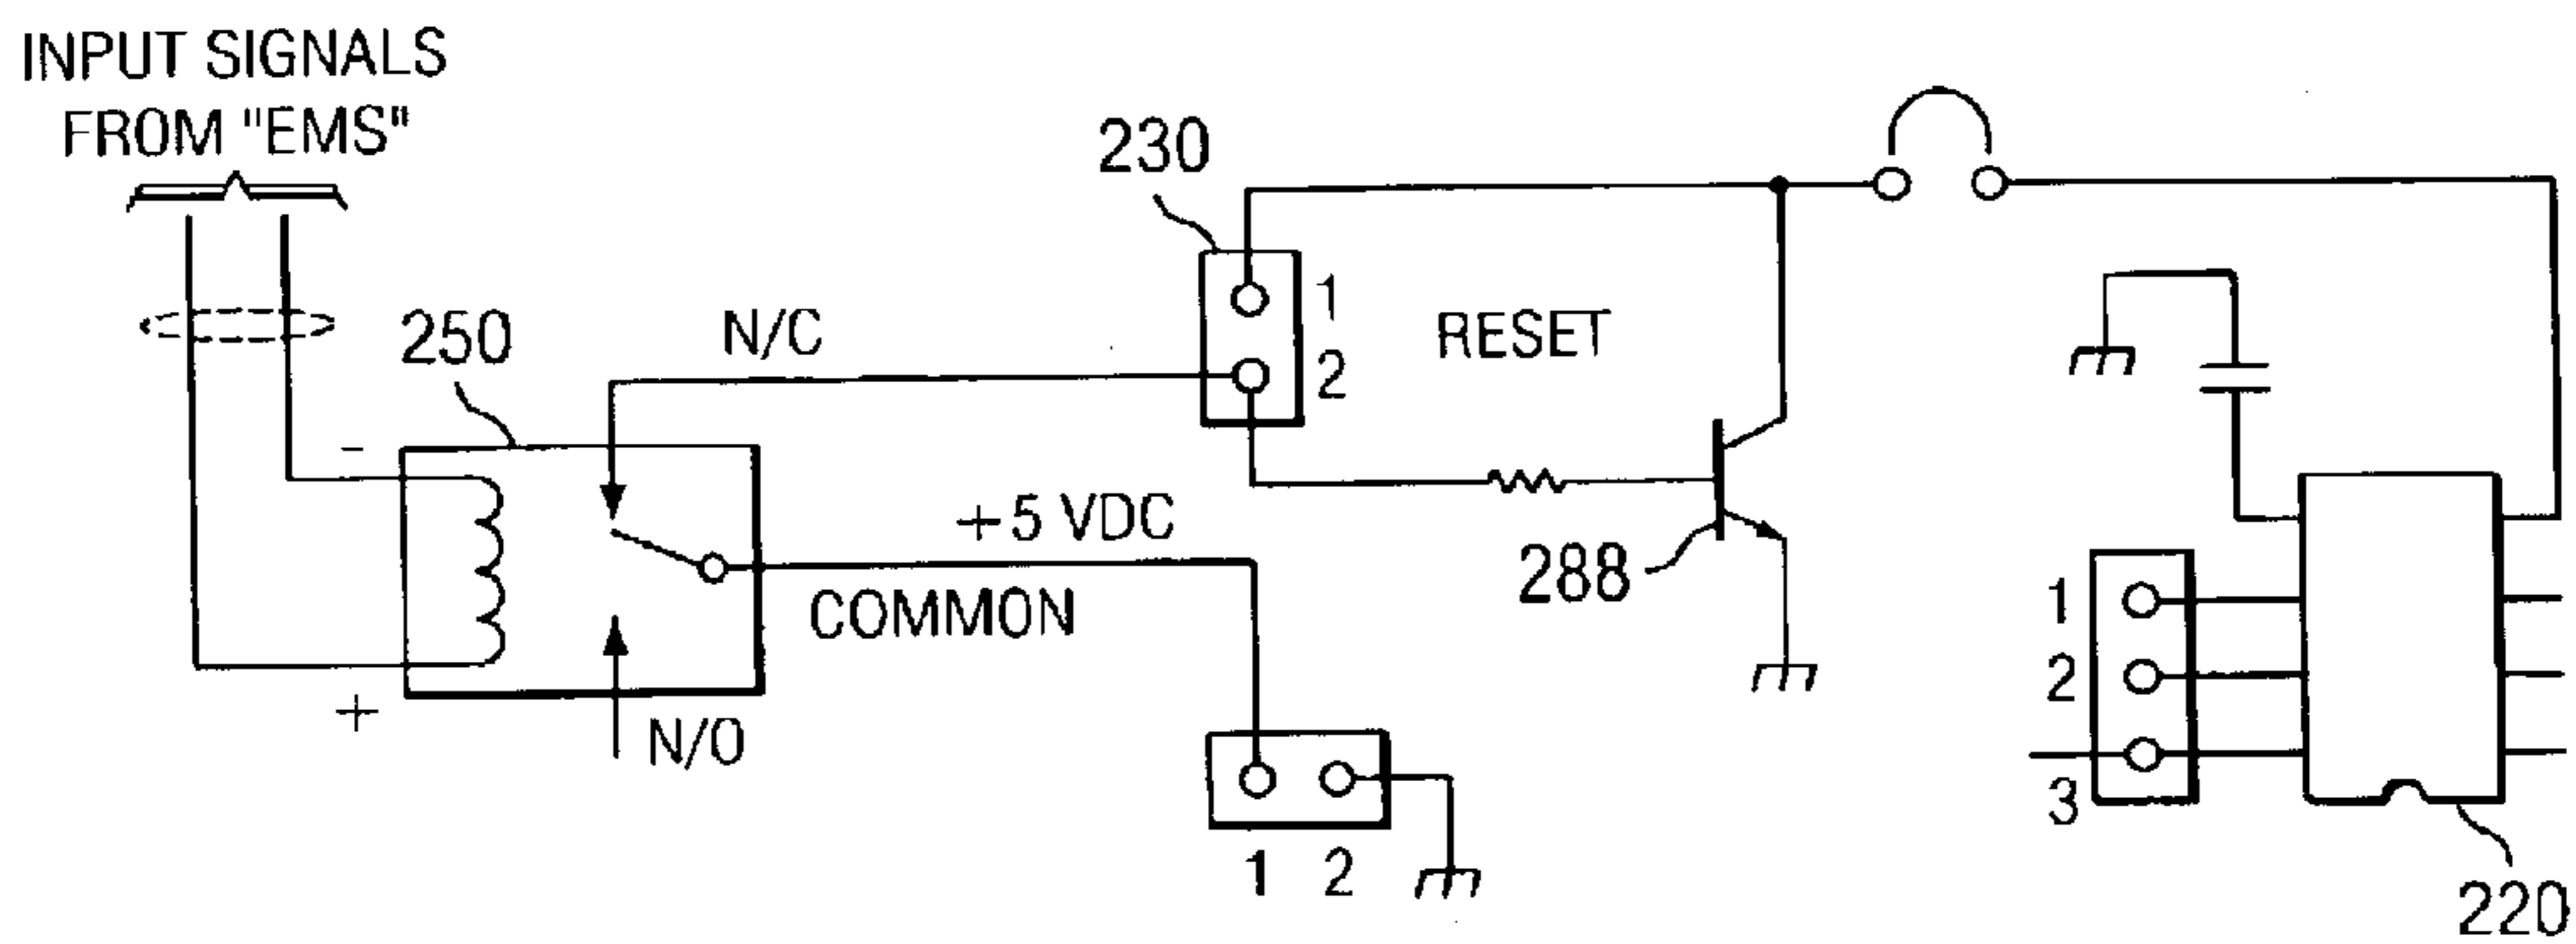 INPUT SIGNALS
FROM "EMS"
230
1
250
N/C
RESET
2
-
+5 VDC
288
COMMON
1
2
+
N/O
3
1 2
220